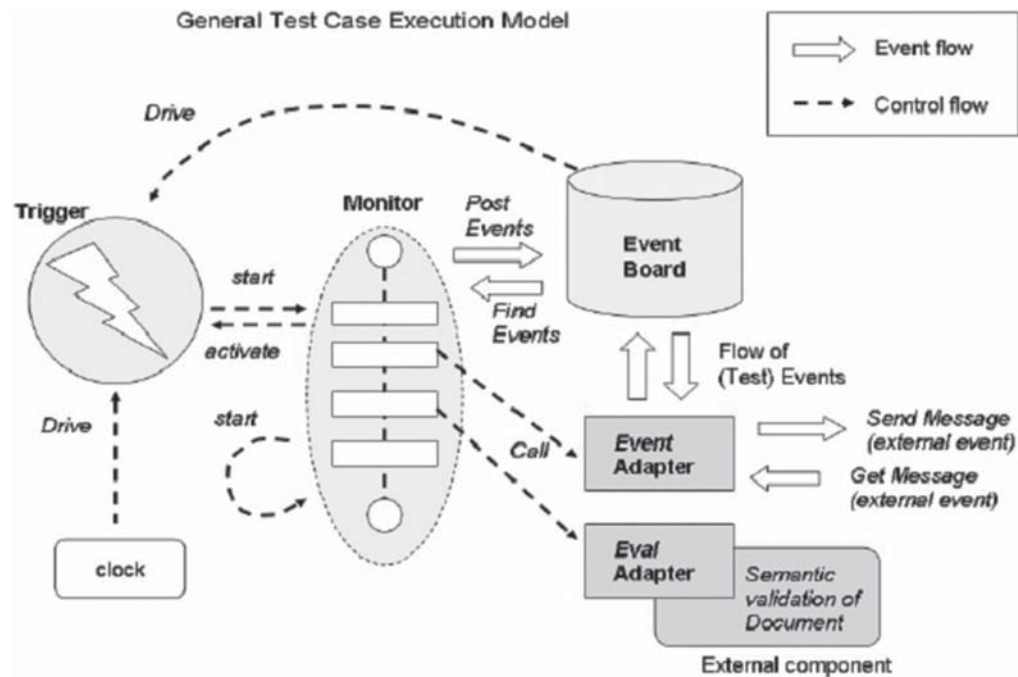 General Test Case Execution Model
Event flow
Control flow
Drive
Trigger
Monitor
Post
Events
Event
Board
start
activate
Find
Events
Flow of
(Test) Events
Drive
start
Call
Event
Adapter
Send Message
(external event)
Get Message
(external event)
clock
Eval
Adapter
Semantic
validation of
Document
External component